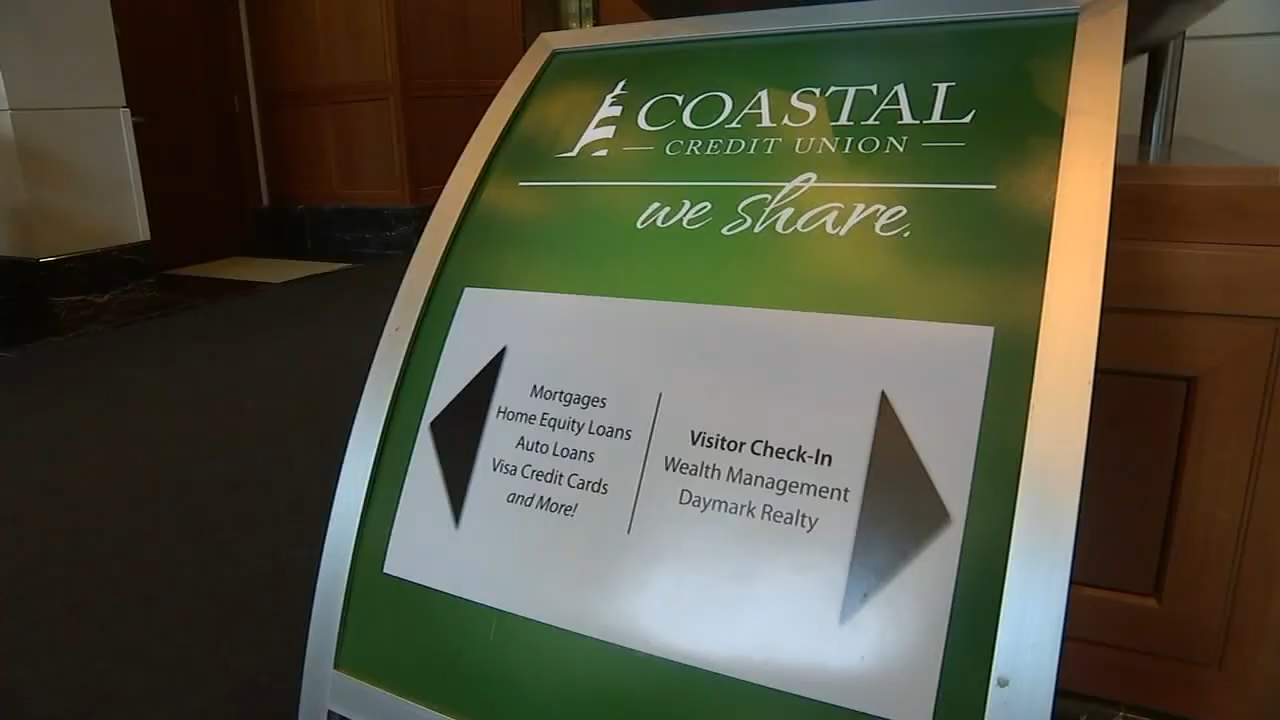 COASTAL
CREDIT UNION
we share.
Mortgages
Home Equity Loans
Auto Loans
Visa Credit Cards
and More!
Visitor Check-In
Wealth Management
Daymark Realty